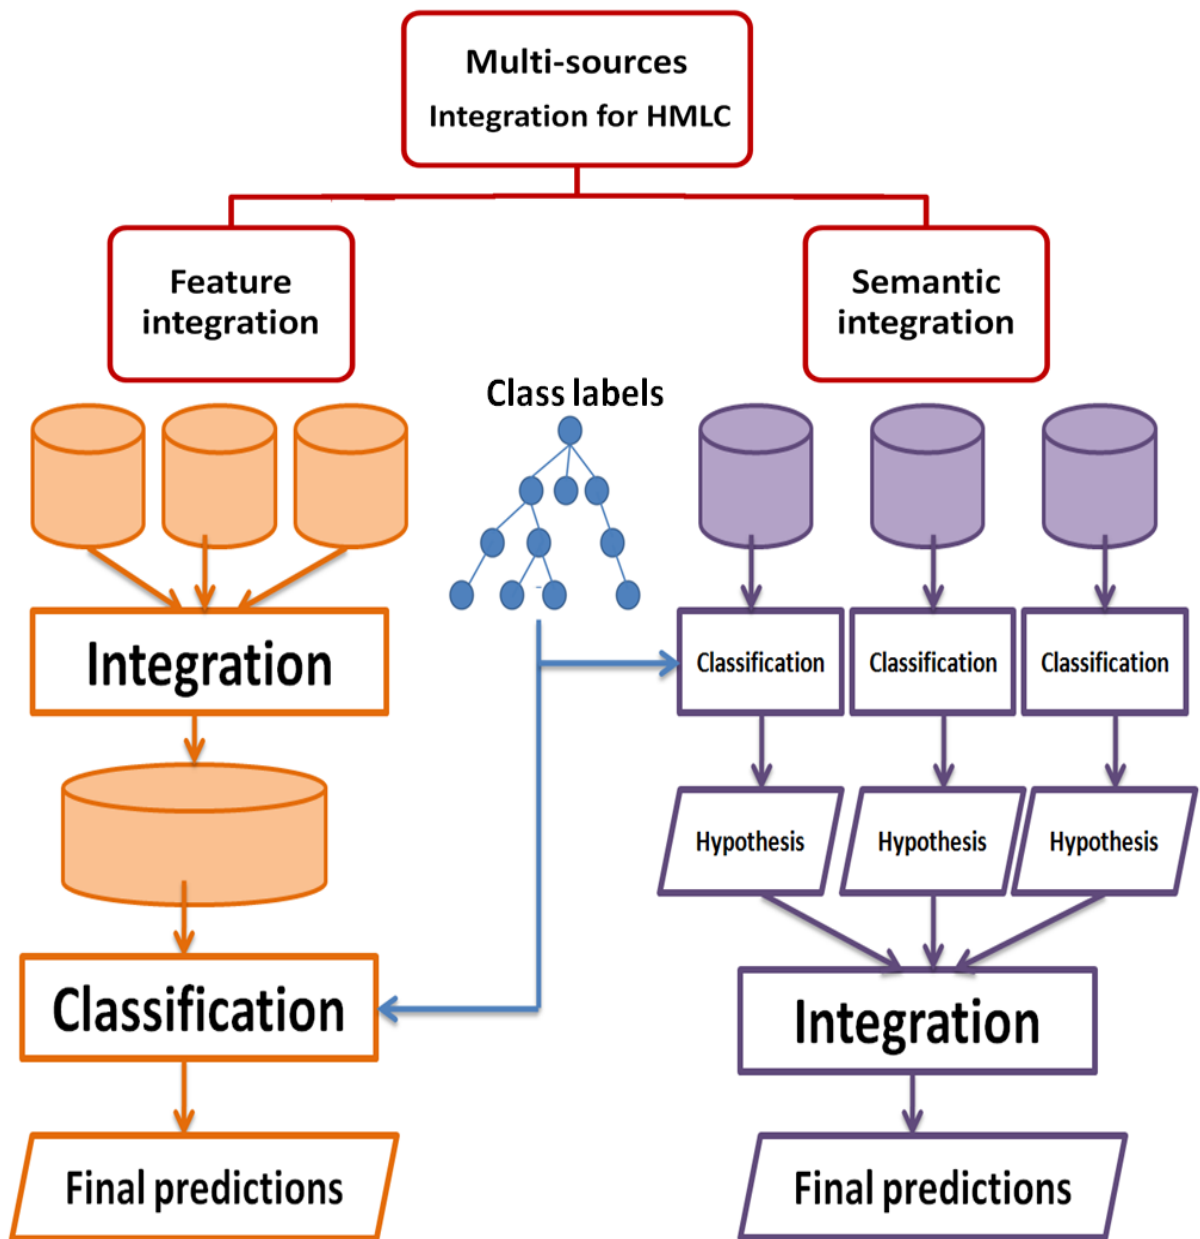 Multi-sources
Integration for HMLC
Feature
integration
Semantic
integration
Class labels
Integration
Classification
Classification
Classification
Hypothesis
Hypothesis
Hypothesis
Classification
Integration
Final predictions
Final predictions